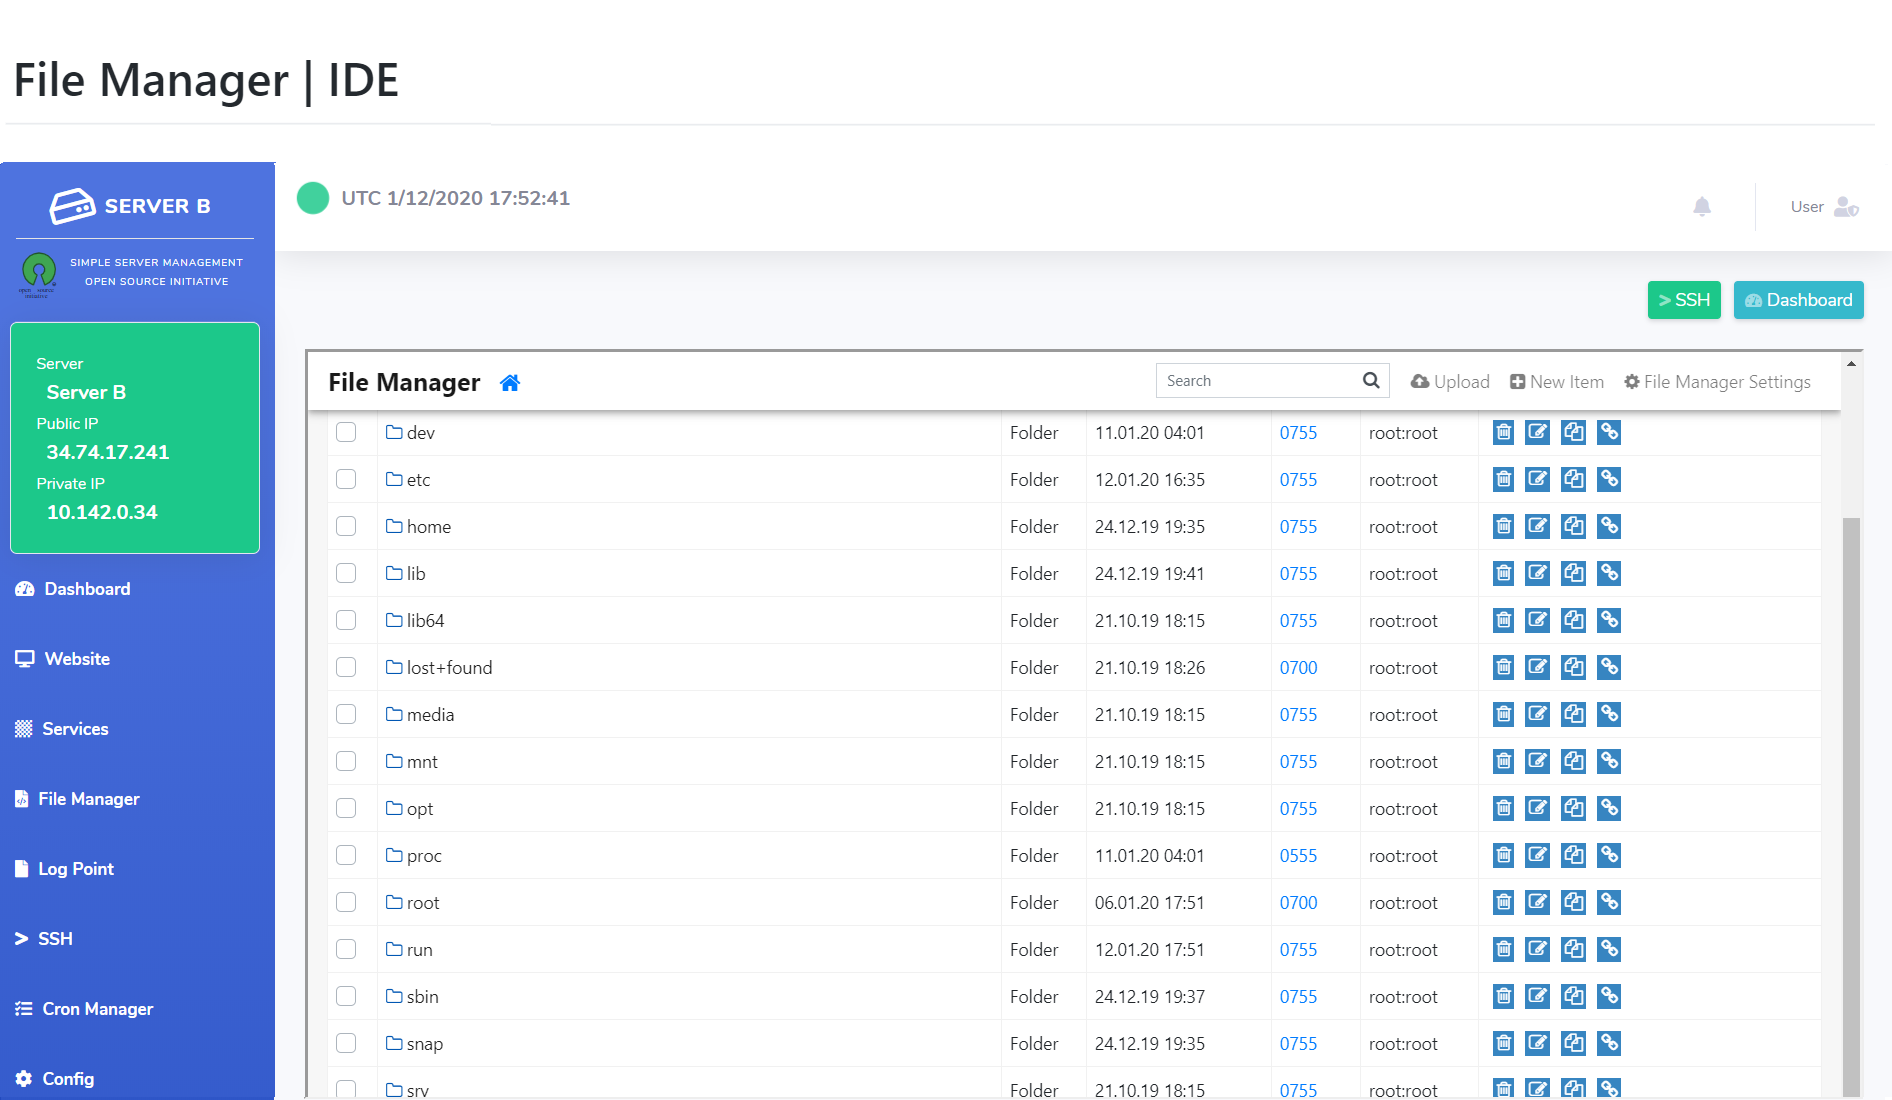 File Manager | IDE
SERVER B
SIMPLE SERVER MANAGEMENT
OPEN SOURCE INITIATIVE
open source
initiative
Server
Server B
Public IP
34.74.17.241
Private IP
10.142.0.34
Dashboard
Website
Services
File Manager
Log Point
> SSH
Cron Manager
Config
UTC 1/12/2020 17:52:41
User
> SSH
Dashboard
File Manager
Search
Upload
New Item
File Manager Settings
dev Folder 11.01.20 04:01 0755 root:root
etc Folder 12.01.20 16:35 0755 root:root
home Folder 24.12.19 19:35 0755 root:root
lib Folder 24.12.19 19:41 0755 root:root
lib64 Folder 21.10.19 18:15 0755 root:root
lost+found Folder 21.10.19 18:26 0700 root:root
media Folder 21.10.19 18:15 0755 root:root
mnt Folder 21.10.19 18:15 0755 root:root
opt Folder 21.10.19 18:15 0755 root:root
proc Folder 11.01.20 04:01 0555 root:root
root Folder 06.01.20 17:51 0700 root:root
run Folder 12.01.20 17:51 0755 root:root
sbin Folder 24.12.19 19:37 0755 root:root
snap Folder 24.12.19 19:35 0755 root:root
srv Folder 21.10.19 18:15 0755 root:root